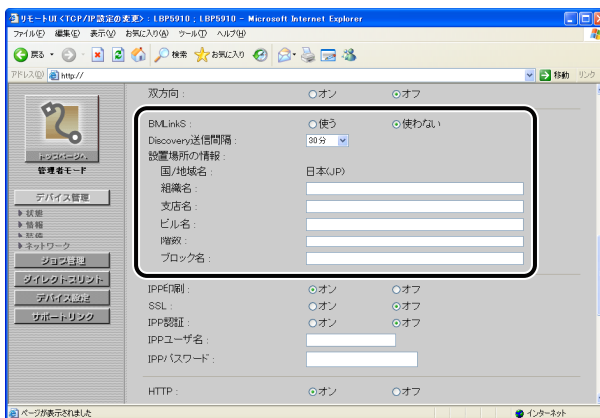 リモートUI <TCP/IP設定の変更> : LBP5910 ; LBP5910 - Microsoft Internet Explorer
ファイル(F) 編集(E) 表示(V) お気に入り(A) ツール(T) ヘルプ(H)
戻る 検索 お気に入り
アドレス(D) http:// 移動 リンク
双方向 : オン オフ
BMLinkS : 使う 使わない
Discovery送信間隔 : 30分
設置場所の情報 :
国/地域名 : 日本(JP)
組織名 :
支店名 :
ビル名 :
階数 :
ブロック名 :
IPP印刷 : オン オフ
SSL : オン オフ
IPP認証 : オン オフ
IPPユーザ名 :
IPPパスワード :
HTTP : オン オフ
トップページへ
管理者モード
デバイス管理
状態
情報
ネットワーク
ジョブ管理
ダイレクトプリント
デバイス設定
サポートリンク
ページが表示されました インターネット